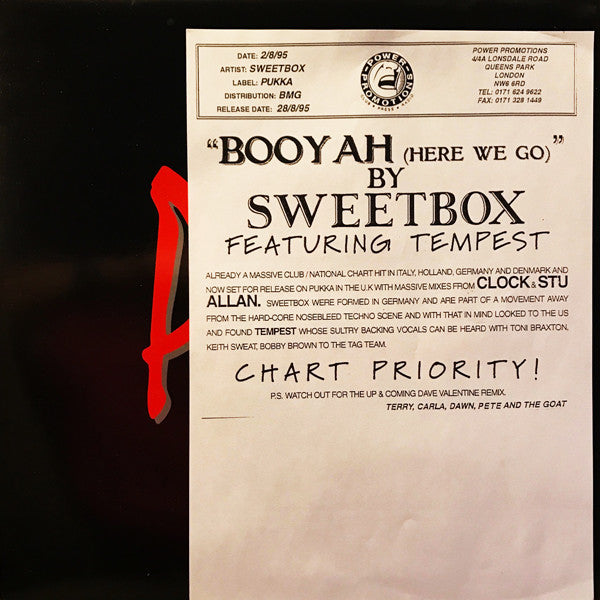 DATE: 2/8/95
ARTIST: SWEETBOX
LABEL: PUKKA
DISTRIBUTION: BMG
RELEASE DATE: 28/8/95
POWER
PROMOTIONS
POWER PROMOTIONS
4/4A LONSDALE ROAD
QUEENS PARK
LONDON
NW6 6RD
TEL: 0171 624 9622
FAX: 0171 328 1449
"BOOYAH (HERE WE GO)"
BY
SWEETBOX
FEATURING TEMPEST
ALREADY A MASSIVE CLUB / NATIONAL CHART HIT IN ITALY, HOLLAND, GERMANY AND DENMARK AND
NOW SET FOR RELEASE ON PUKKA IN THE U.K WITH MASSIVE MIXES FROM CLOCK & STU
ALLAN. SWEETBOX WERE FORMED IN GERMANY AND ARE PART OF A MOVEMENT AWAY
FROM THE HARD-CORE NOSEBLEED TECHNO SCENE AND WITH THAT IN MIND LOOKED TO THE US
AND FOUND TEMPEST WHOSE SULTRY BACKING VOCALS CAN BE HEARD WITH TONI BRAXTON,
KEITH SWEAT, BOBBY BROWN TO THE TAG TEAM.
CHART PRIORITY!
P.S. WATCH OUT FOR THE UP & COMING DAVE VALENTINE REMIX.
TERRY, CARLA, DAWN, PETE AND THE GOAT